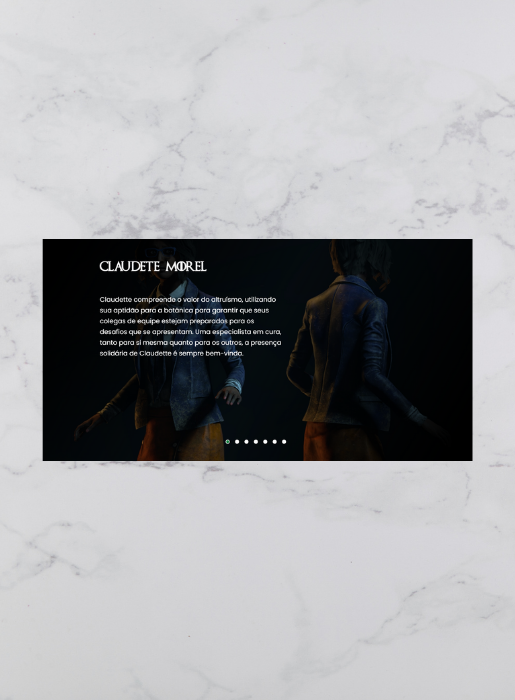 CLAUDETE MOREL
Claudette compreende o valor do altruísmo, utilizando
sua aptidão para a botânica para garantir que seus
colegas de equipe estejam preparados para os
desafios que se apresentam. Uma especialista em cura,
tanto para si mesma quanto para os outros, a presença
solidária de Claudette é sempre bem-vinda.